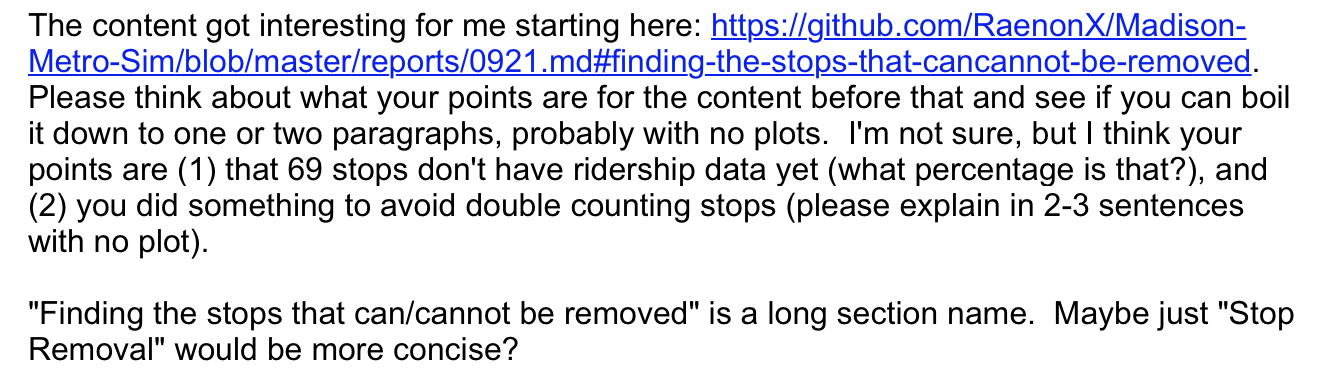 The content got interesting for me starting here: https://github.com/RaenonX/Madison-
Metro-Sim/blob/master/reports/0921.md#finding-the-stops-that-cancannot-be-removed.
Please think about what your points are for the content before that and see if you can boil
it down to one or two paragraphs, probably with no plots.  I'm not sure, but I think your
points are (1) that 69 stops don't have ridership data yet (what percentage is that?), and
(2) you did something to avoid double counting stops (please explain in 2-3 sentences
with no plot).

"Finding the stops that can/cannot be removed" is a long section name.  Maybe just "Stop
Removal" would be more concise?